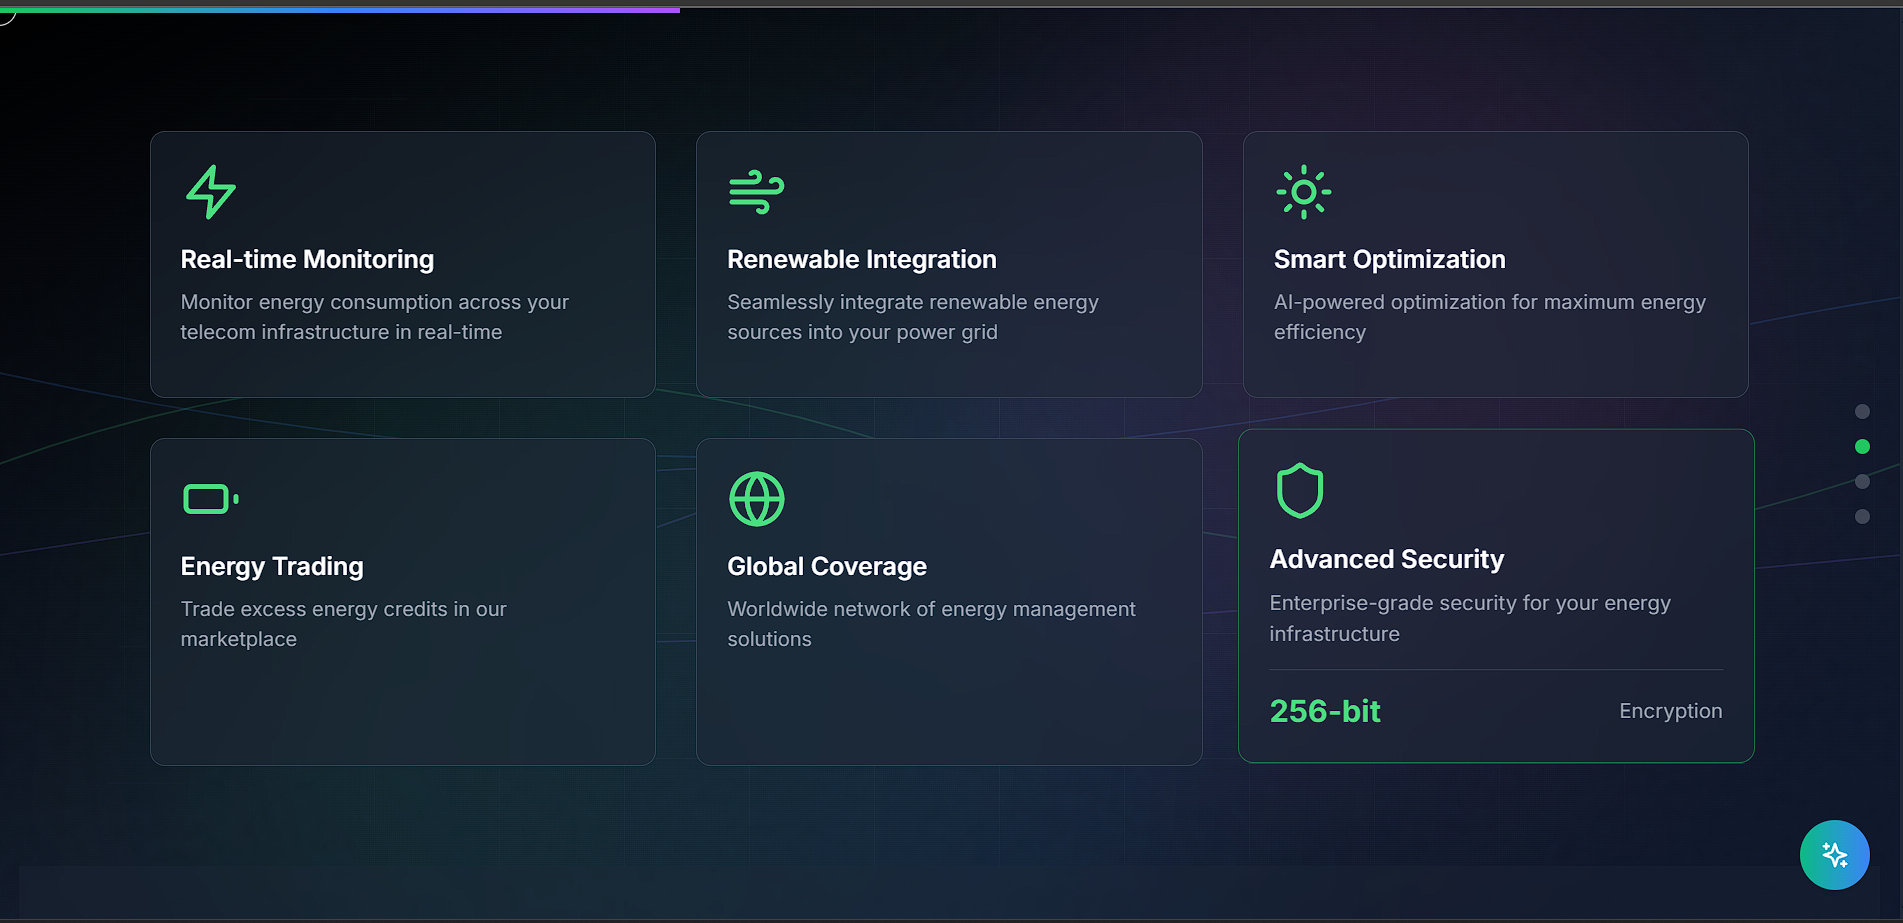 Real-time Monitoring
Monitor energy consumption across your
telecom infrastructure in real-time
Renewable Integration
Seamlessly integrate renewable energy
sources into your power grid
Smart Optimization
AI-powered optimization for maximum energy
efficiency
Energy Trading
Trade excess energy credits in our
marketplace
Global Coverage
Worldwide network of energy management
solutions
Advanced Security
Enterprise-grade security for your energy
infrastructure
256-bit
Encryption